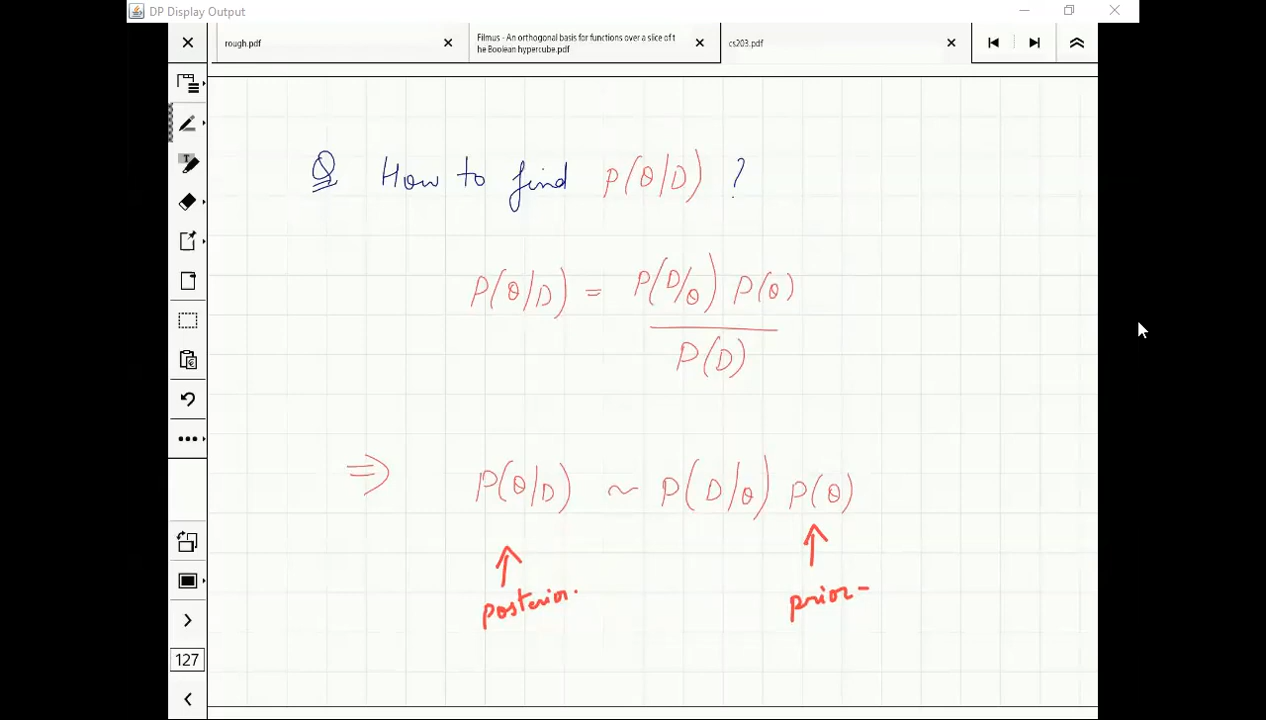 DP Display Output
rough.pdf
Filmus - An orthogonal basis for functions over a slice of t
he Boolean hypercube.pdf
cs203.pdf
Q How to find P(θ|D) ?
P(θ|D) = P(D/θ) P(θ)
P(D)
⇒ P(θ|D) ~ P(D/θ) P(θ)
posterior.
prior-
127